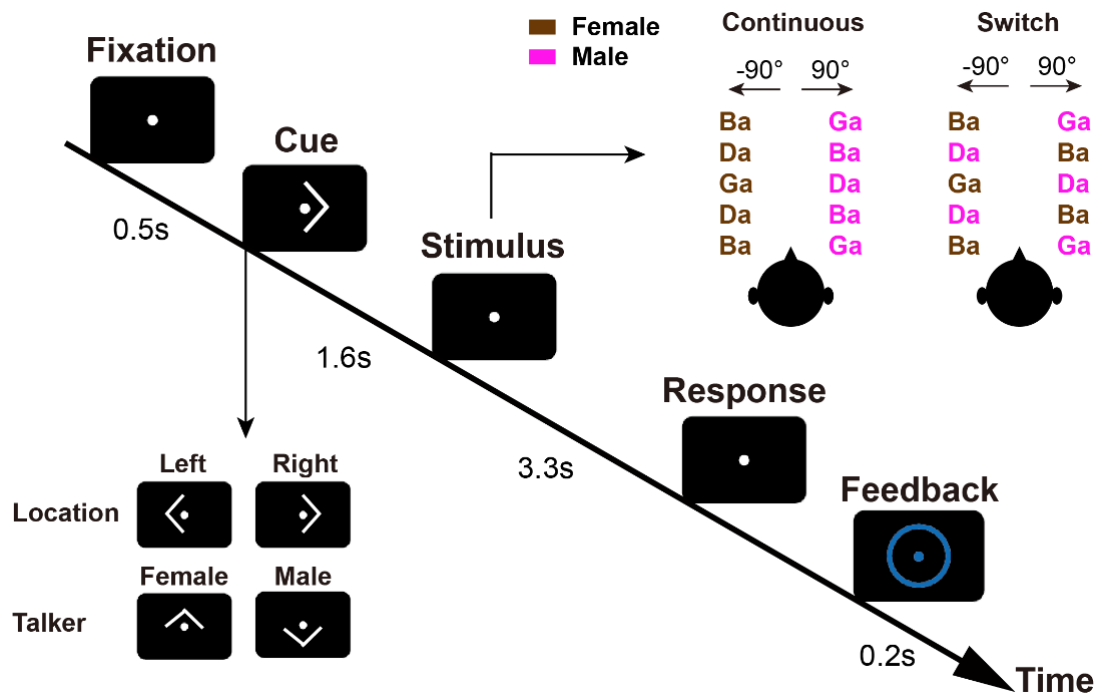 Fixation
Cue
Stimulus
Response
Feedback
0.5s
1.6s
3.3s
0.2s
Time
Female
Male
Continuous
-90° 90°
Ba Ga
Da Ba
Ga Da
Da Ba
Ba Ga
Switch
-90° 90°
Ba Ga
Da Ba
Ga Da
Da Ba
Ba Ga
Left Right
Location
Female Male
Talker